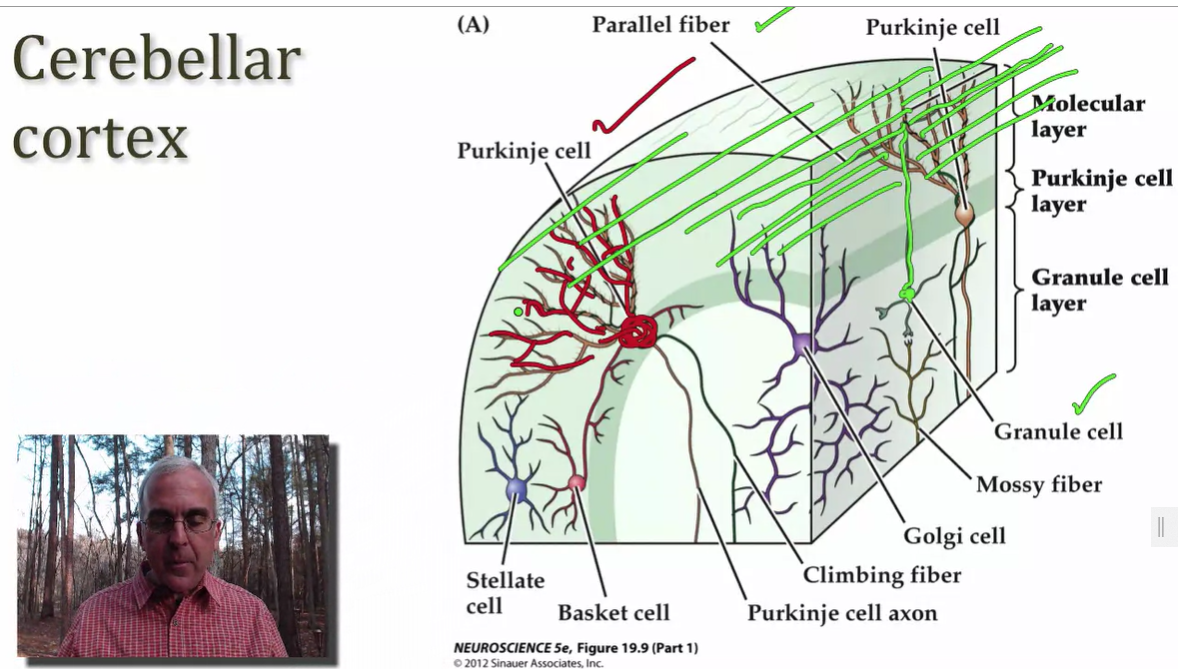 Cerebellar
cortex
(A)
Parallel fiber
Purkinje cell
Purkinje cell
Molecular
layer
Purkinje cell
layer
Granule cell
layer
Granule cell
Mossy fiber
Golgi cell
Climbing fiber
Purkinje cell axon
Basket cell
Stellate
cell
NEUROSCIENCE 5e, Figure 19.9 (Part 1)
© 2012 Sinauer Associates, Inc.